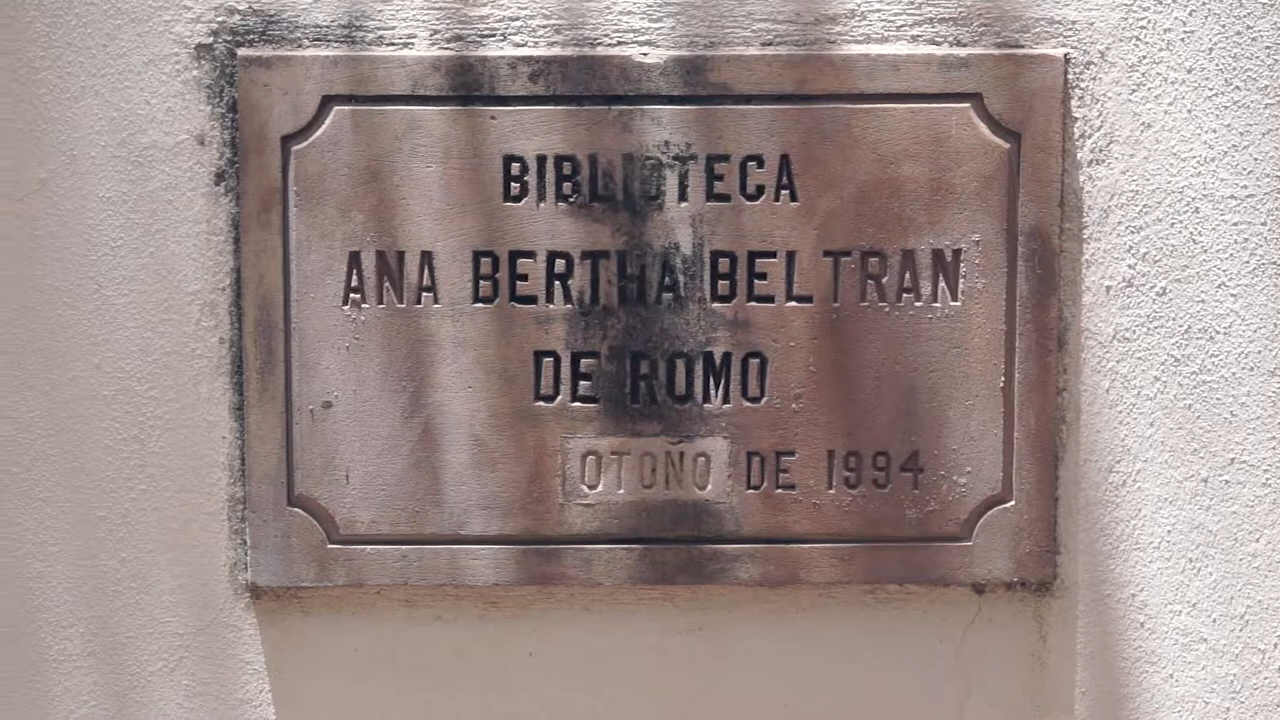 BIBLIOTECA
ANA BERTHA BELTRAN
DE ROMO
OTOÑO DE 1994